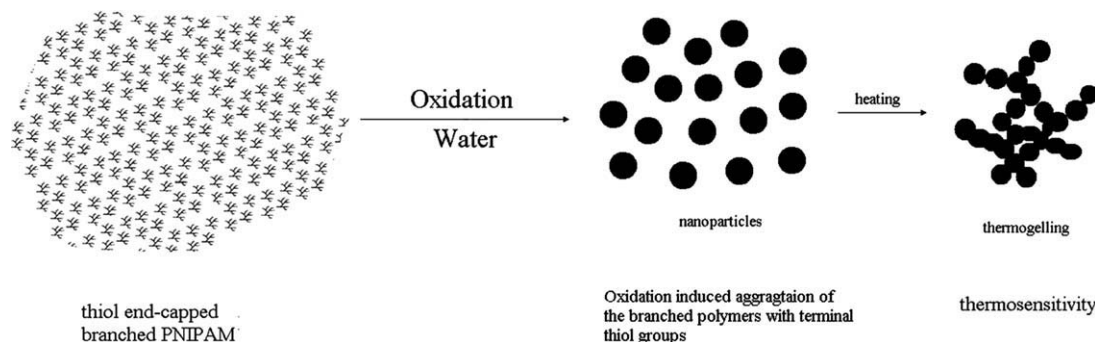 Oxidation
Water
heating
nanoparticles
thermogelling
thiol end-capped
branched PNIPAM
Oxidation induced aggragtaion of
the branched polymers with terminal
thiol groups
thermosensitivity